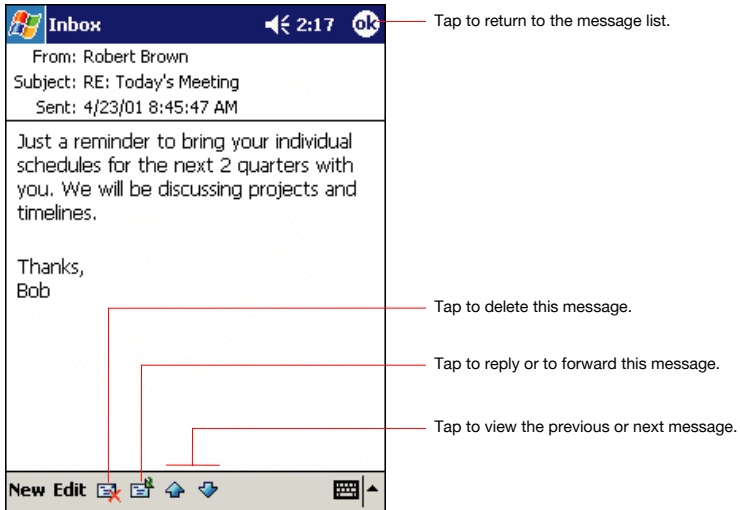 Inbox 2:17 ok
Tap to return to the message list.
From: Robert Brown
Subject: RE: Today's Meeting
Sent: 4/23/01 8:45:47 AM
Just a reminder to bring your individual
schedules for the next 2 quarters with
you. We will be discussing projects and
timelines.
Thanks,
Bob
Tap to delete this message.
Tap to reply or to forward this message.
Tap to view the previous or next message.
New Edit